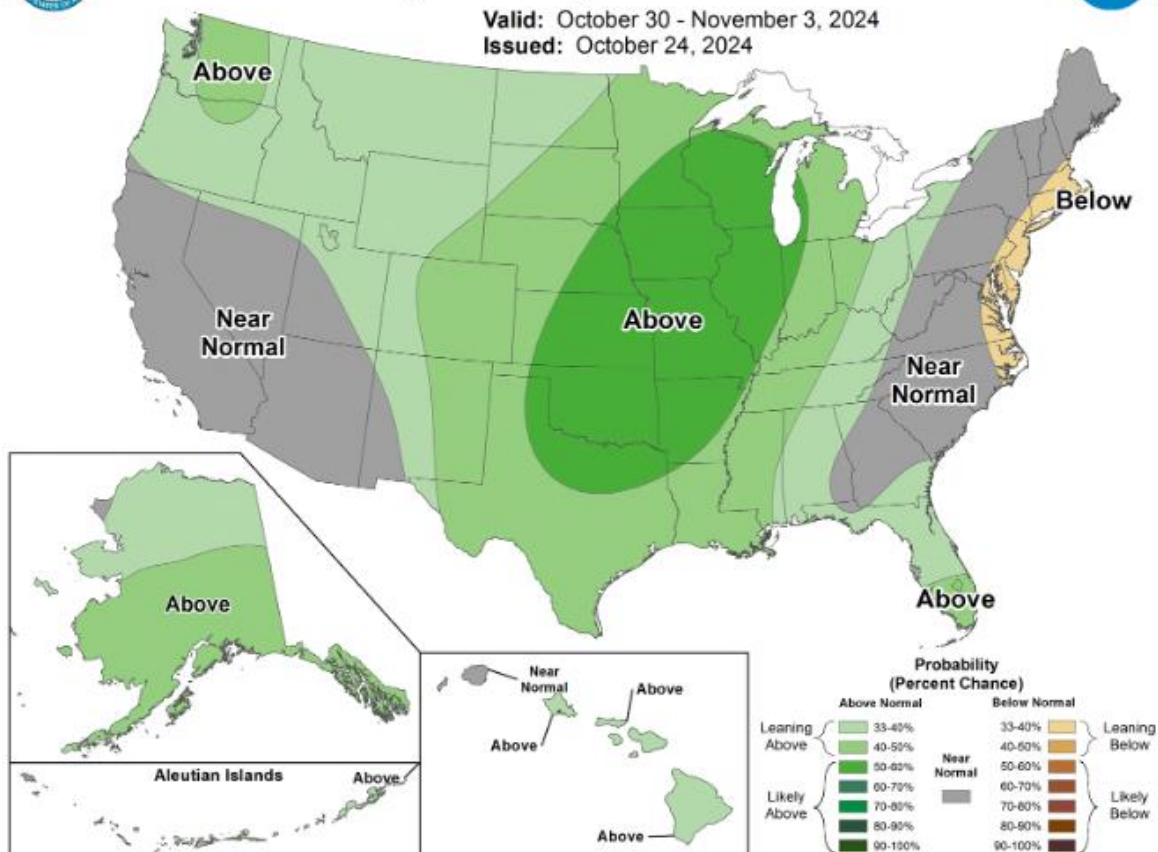 Valid: October 30 - November 3, 2024
Issued: October 24, 2024
Above
Below
Near
Normal
Above
Near
Normal
Above
Above
Near
Normal
Above
Above
Above
Aleutian Islands
Above
Probability
(Percent Chance)
Above Normal
Below Normal
Leaning
Above
33-40%
40-50%
50-60%
60-70%
70-80%
80-90%
90-100%
Likely
Above
Near
Normal
33-40%
40-50%
50-60%
60-70%
70-80%
80-90%
90-100%
Leaning
Below
Likely
Below